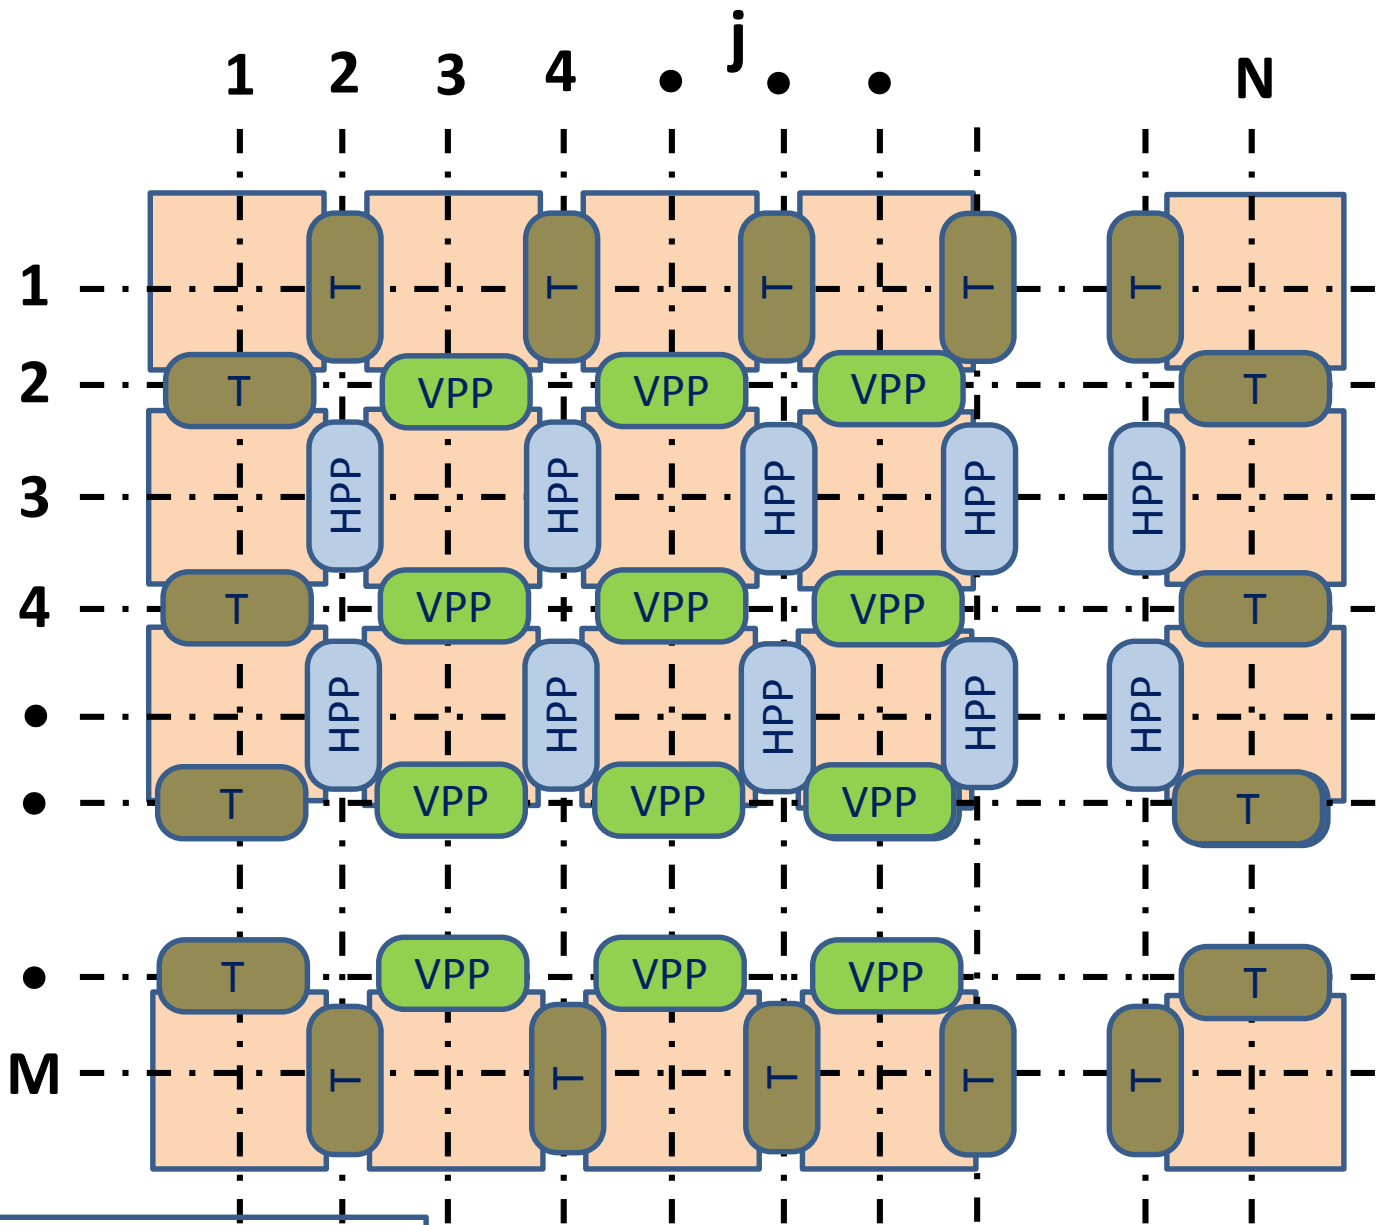 j
1 2 3 4 • • • N
1 T T T T T
2 T VPP VPP VPP T
3 HPP HPP HPP HPP HPP
4 T VPP VPP VPP T
• HPP HPP HPP HPP HPP
• T VPP VPP VPP T
• T VPP VPP VPP T
M T T T T T